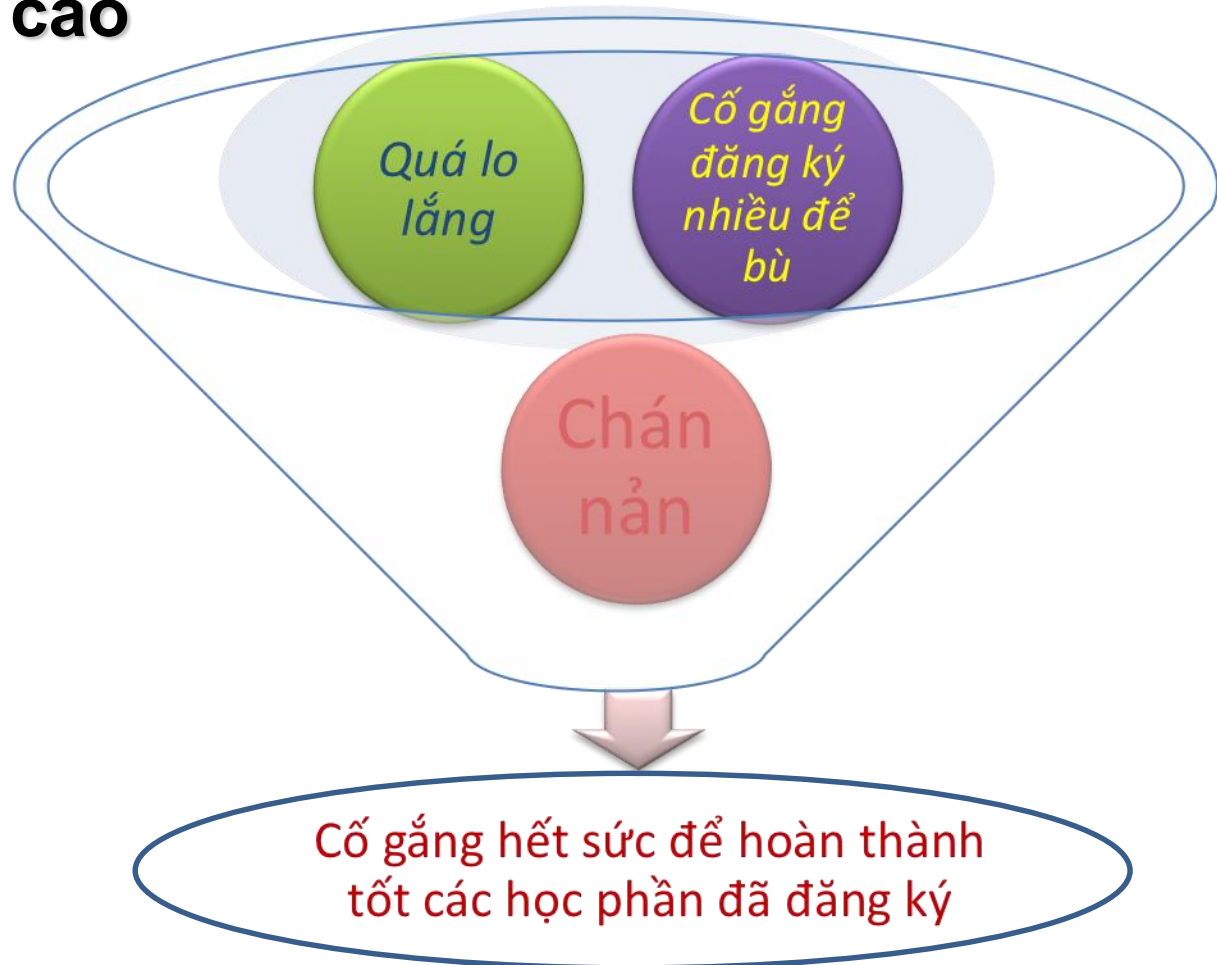 cao
Quá lo
lắng
Cố gắng
đăng ký
nhiều để
bù
Chán
nản
Cố gắng hết sức để hoàn thành
tốt các học phần đã đăng ký